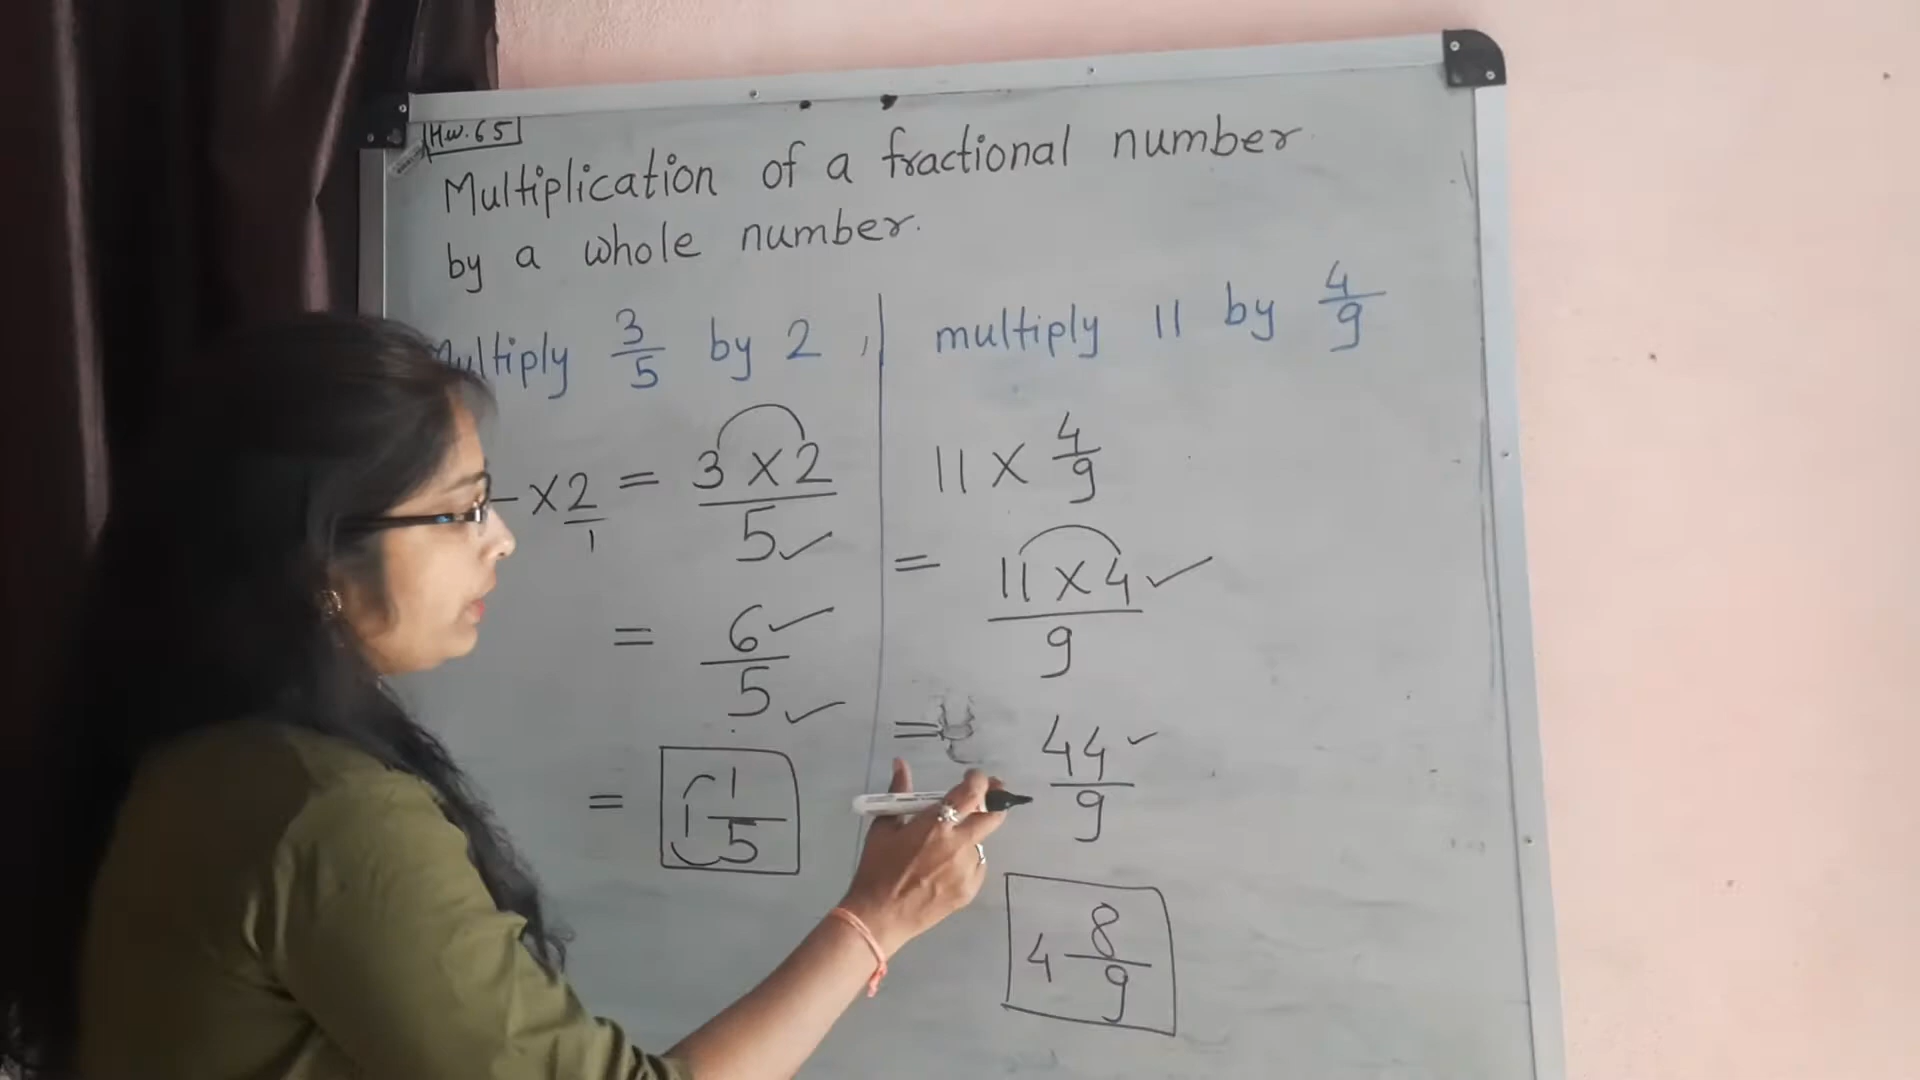 Hw. 65
Multiplication of a fractional number
by a whole number.
Multiply 3/5 by 2 ,
- × 2/1 = 3 × 2/5
= 6/5
= 1 1/5
multiply 11 by 4/9
11 × 4/9
= 11 × 4/9
= 44/9
4 8/9